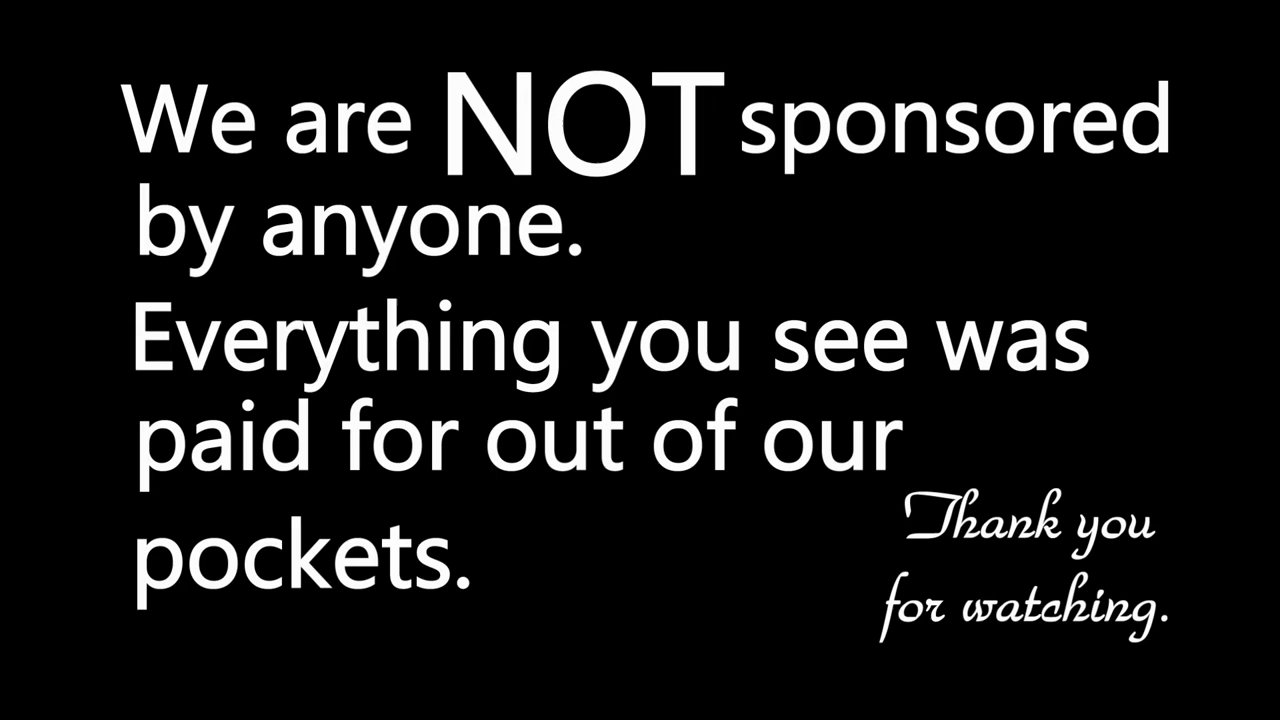 We are NOT sponsored
by anyone.
Everything you see was
paid for out of our
pockets.
Thank you
for watching.